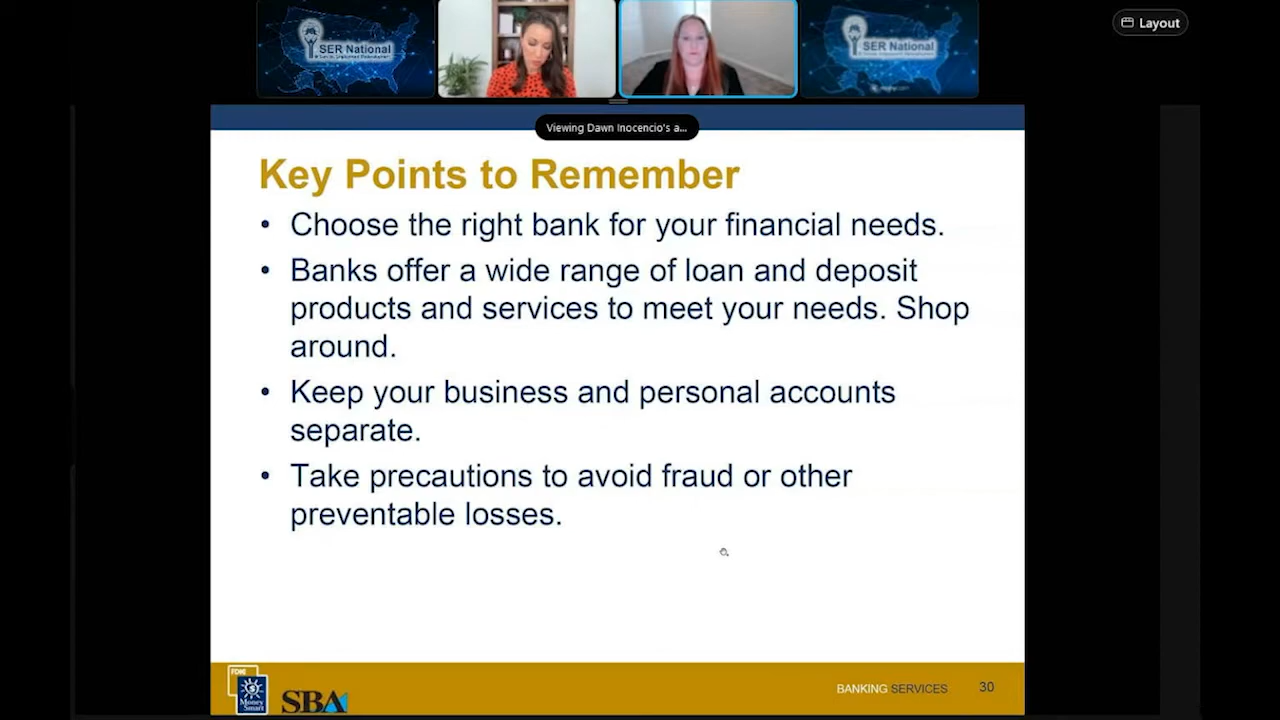 SER National
SER National
Layout
Viewing Dawn Inocencio's a...
Key Points to Remember
• Choose the right bank for your financial needs.
• Banks offer a wide range of loan and deposit
products and services to meet your needs. Shop
around.
• Keep your business and personal accounts
separate.
• Take precautions to avoid fraud or other
preventable losses.
FDIC
Money
Smart
SBA
BANKING SERVICES
30